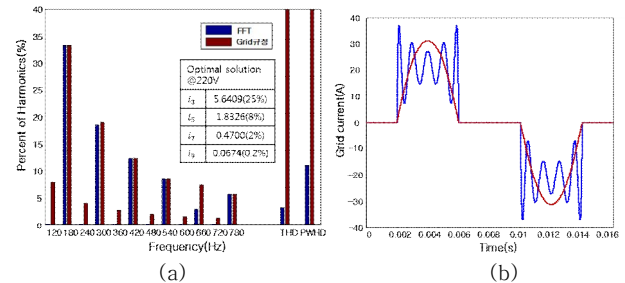 40
35
30
25
20
15
10
5
0
Percent of Harmonics(%)
FFT
Grid규정
Optimal solution
@220V
i3 5.6409(25%)
i5 1.8326(8%)
i7 0.4700(2%)
i9 0.0674(0.2%)
120 180 240 300 360 420 480 540 600 660 720 780 THD PWHD
Frequency(Hz)
(a)
40
30
20
10
0
-10
-20
-30
-40
Grid current(A)
0 0.002 0.004 0.006 0.008 0.01 0.012 0.014 0.016
Time(s)
(b)